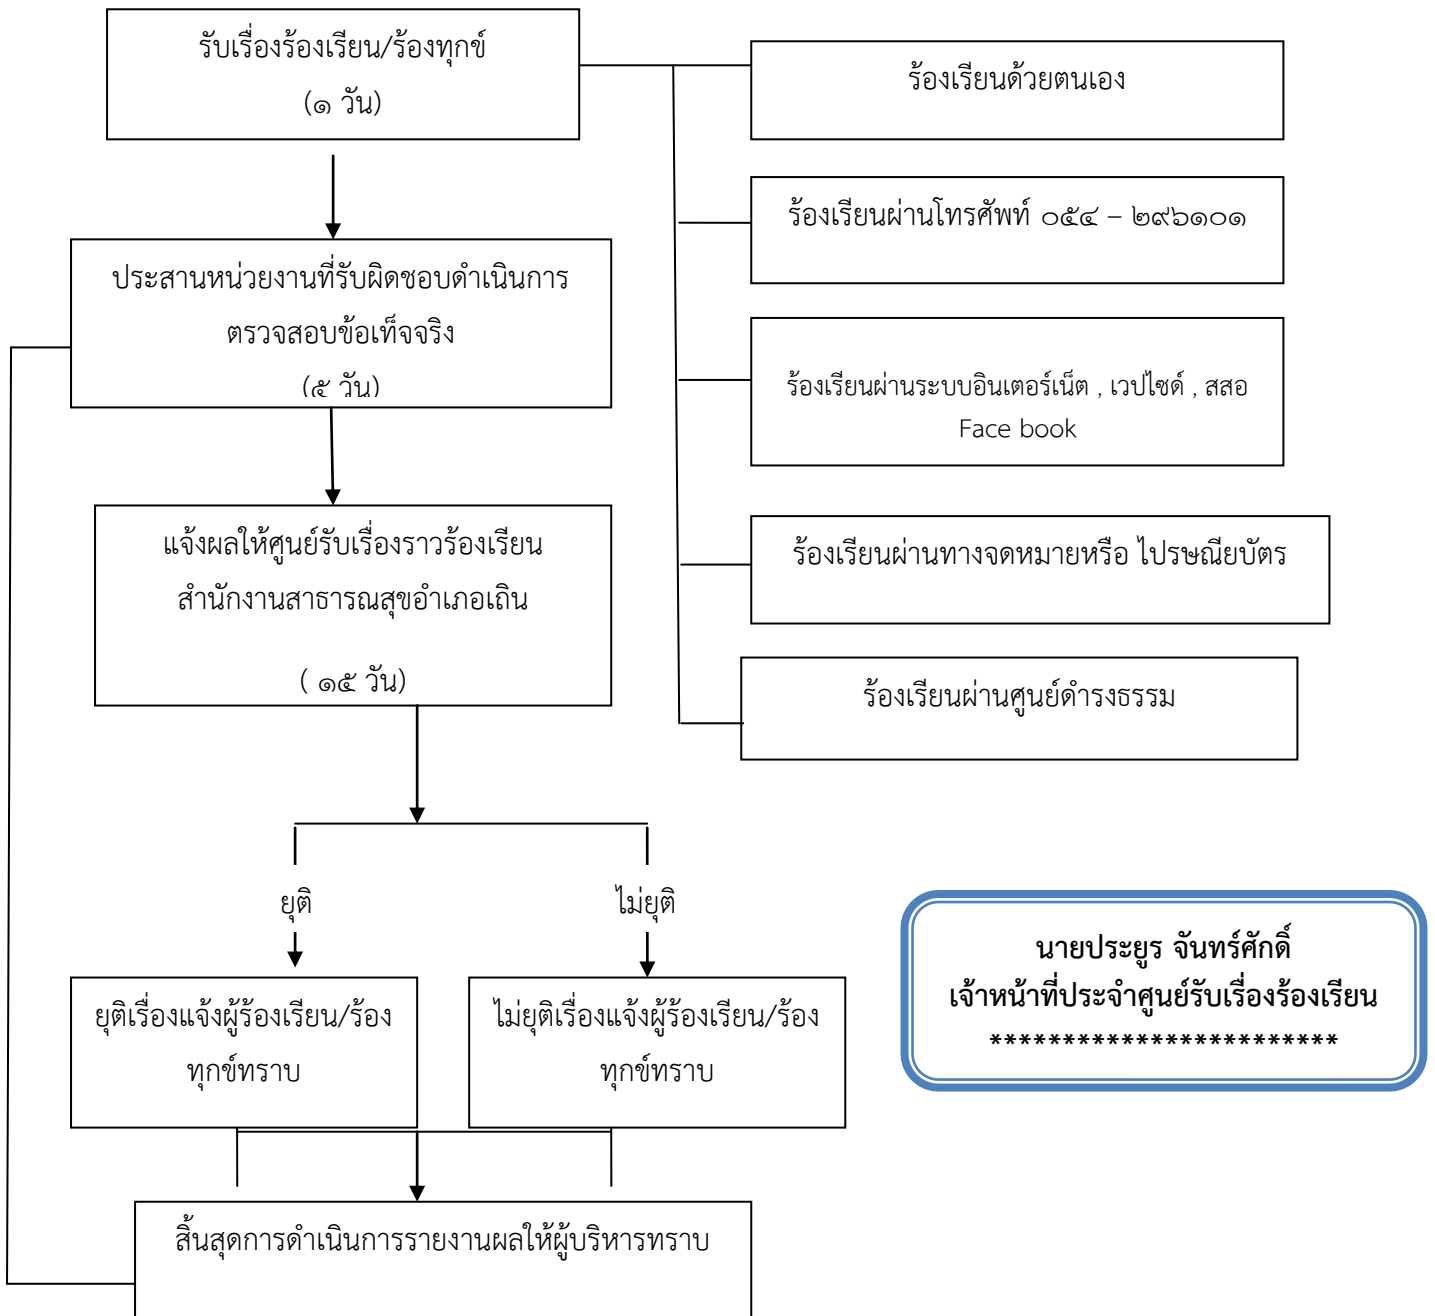 รับเรื่องร้องเรียน/ร้องทุกข์
(๑ วัน)
ร้องเรียนด้วยตนเอง
ร้องเรียนผ่านโทรศัพท์ ๐๕๔ – ๒๙๖๑๐๑
ประสานหน่วยงานที่รับผิดชอบดำเนินการ
ตรวจสอบข้อเท็จจริง
(๕ วัน)
ร้องเรียนผ่านระบบอินเตอร์เน็ต , เวปไซด์ , สสอ
Face book
แจ้งผลให้ศูนย์รับเรื่องราวร้องเรียน
สำนักงานสาธารณสุขอำเภอเถิน
( ๑๕ วัน)
ร้องเรียนผ่านทางจดหมายหรือ ไปรษณียบัตร
ร้องเรียนผ่านศูนย์ดำรงธรรม
ยุติ
ไม่ยุติ
ยุติเรื่องแจ้งผู้ร้องเรียน/ร้อง
ทุกข์ทราบ
ไม่ยุติเรื่องแจ้งผู้ร้องเรียน/ร้อง
ทุกข์ทราบ
นายประยูร จันทร์ศักดิ์
เจ้าหน้าที่ประจำศูนย์รับเรื่องร้องเรียน
************************
สิ้นสุดการดำเนินการรายงานผลให้ผู้บริหารทราบ